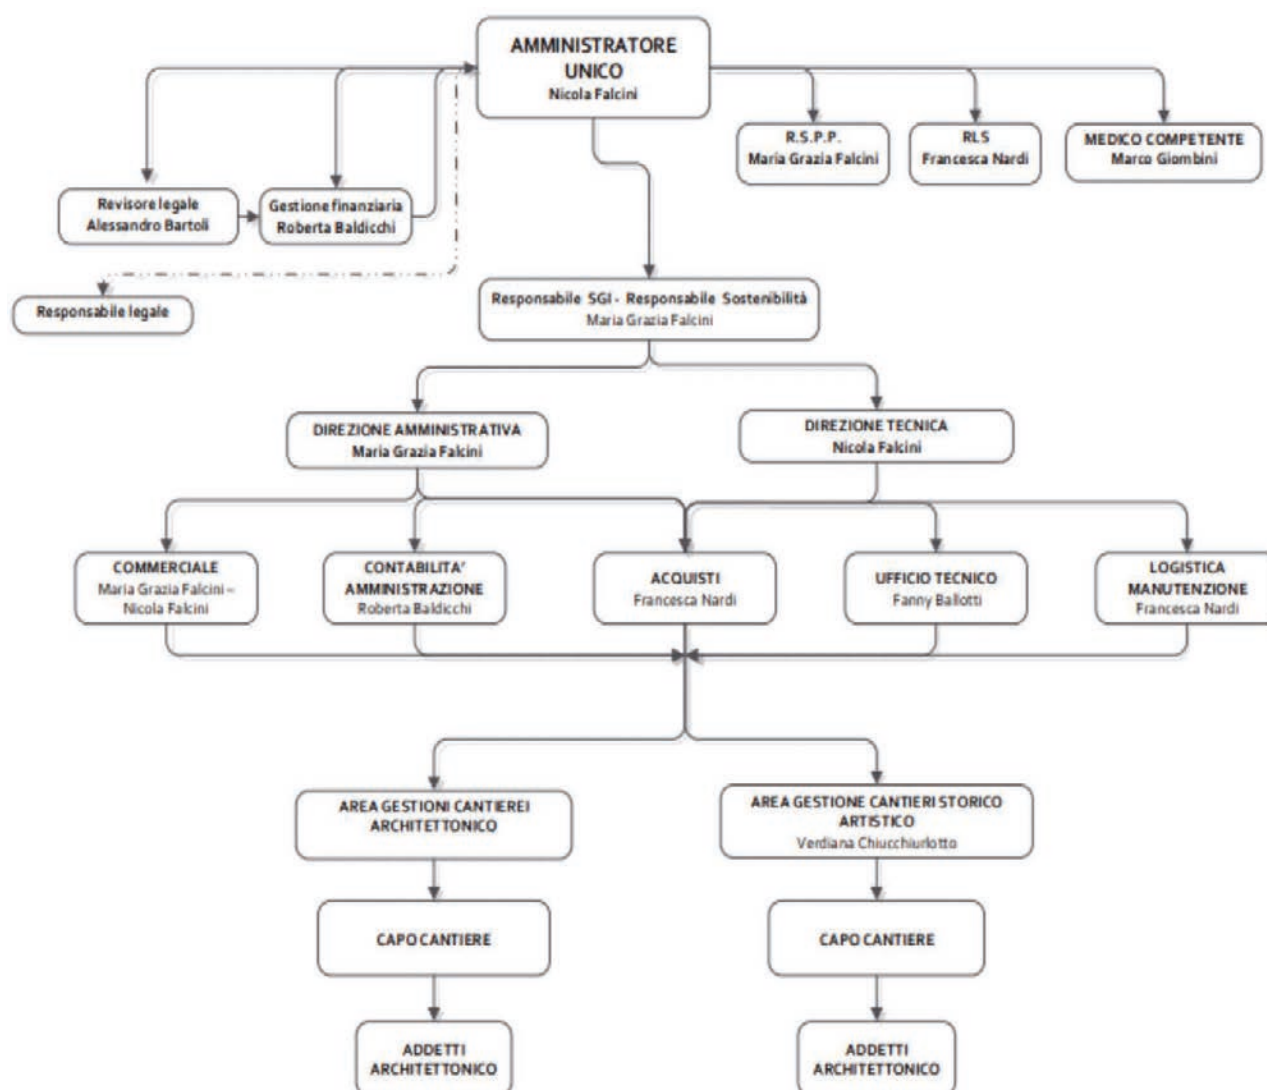 AMMINISTRATORE
UNICO
Nicola Falcini
R.S.P.P.
Maria Grazia Falcini
RLS
Francesca Nardi
MEDICO COMPETENTE
Marco Giombini
Revisore legale
Alessandro Bartoli
Gestione finanziaria
Roberta Baldicchi
Responsabile legale
Responsabile SGI - Responsabile Sostenibilità
Maria Grazia Falcini
DIREZIONE AMMINISTRATIVA
Maria Grazia Falcini
DIREZIONE TECNICA
Nicola Falcini
COMMERCIALE
Maria Grazia Falcini –
Nicola Falcini
CONTABILITA'
AMMINISTRAZIONE
Roberta Baldicchi
ACQUISTI
Francesca Nardi
UFFICIO TECNICO
Fanny Ballotti
LOGISTICA
MANUTENZIONE
Francesca Nardi
AREA GESTIONI CANTIEREI
ARCHITETTONICO
AREA GESTIONE CANTIERI STORICO
ARTISTICO
Verdiana Chiucchiurlotto
CAPO CANTIERE
CAPO CANTIERE
ADDETTI
ARCHITETTONICO
ADDETTI
ARCHITETTONICO